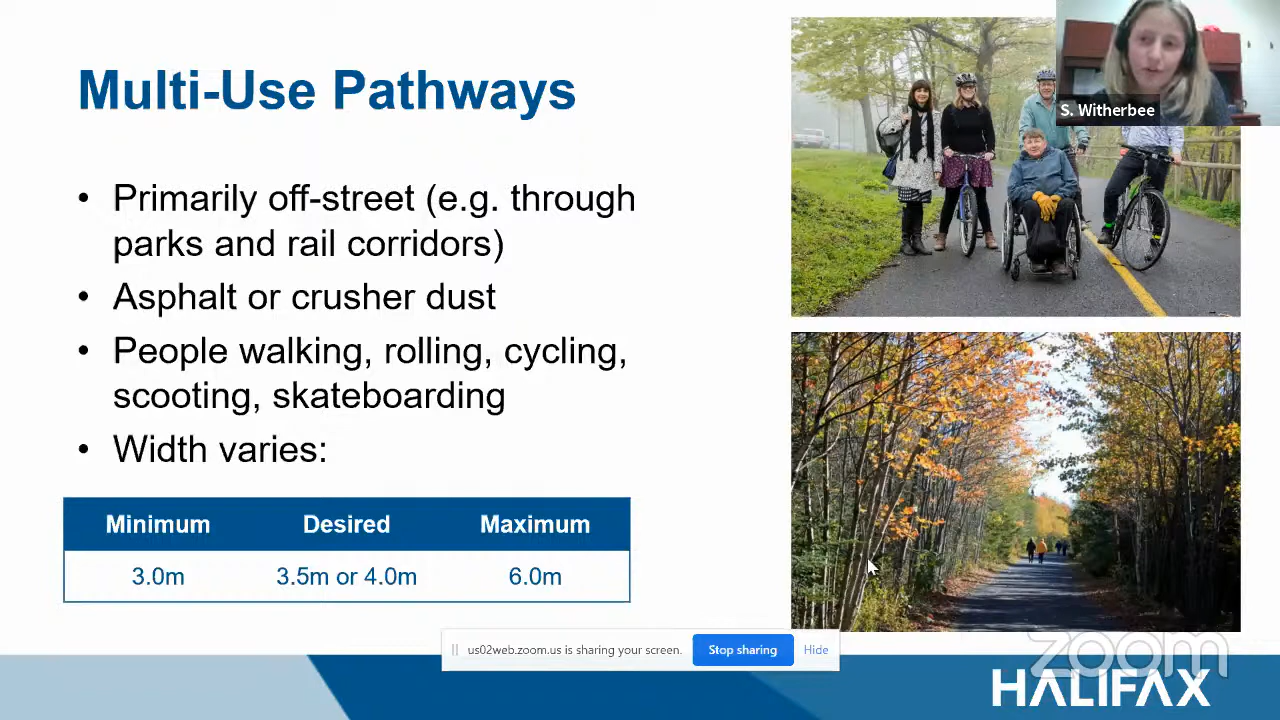 Multi-Use Pathways
S. Witherbee
• Primarily off-street (e.g. through
parks and rail corridors)
• Asphalt or crusher dust
• People walking, rolling, cycling,
scooting, skateboarding
• Width varies:
Minimum Desired Maximum
3.0m 3.5m or 4.0m 6.0m
us02web.zoom.us is sharing your screen. Stop sharing Hide
zoom
HALIFAX